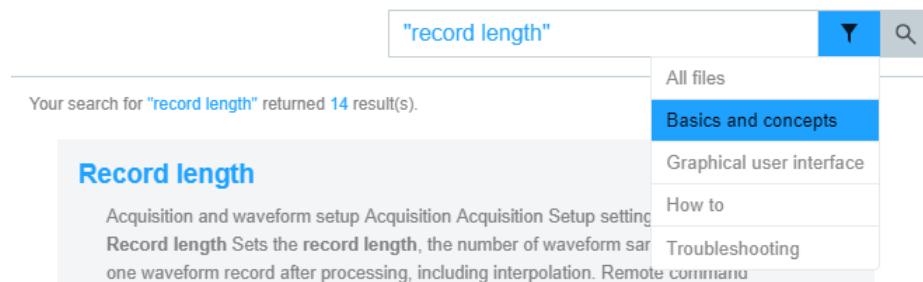 "record length"
All files
Your search for "record length" returned 14 result(s).
Basics and concepts
Graphical user interface
Record length
How to
Acquisition and waveform setup Acquisition Acquisition Setup setting
Record length Sets the record length, the number of waveform sar
Troubleshooting
one waveform record after processing, including interpolation. Remote command